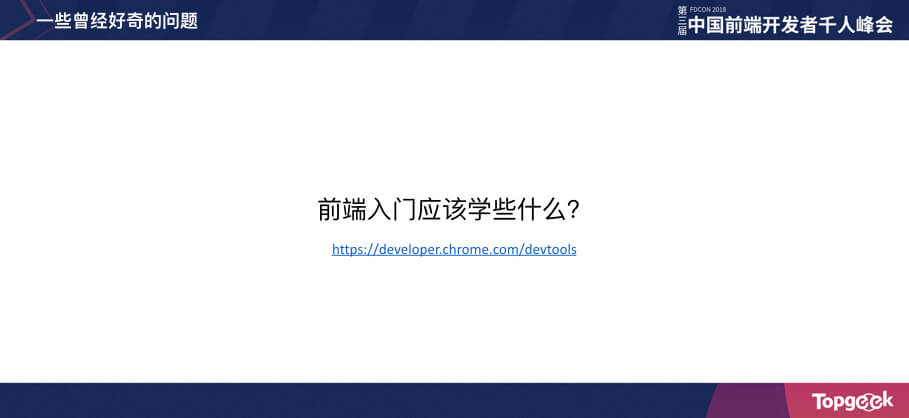 一些曾经好奇的问题
第三届
FDCON 2018
中国前端开发者千人峰会
前端入门应该学些什么?
https://developer.chrome.com/devtools
Topgeek